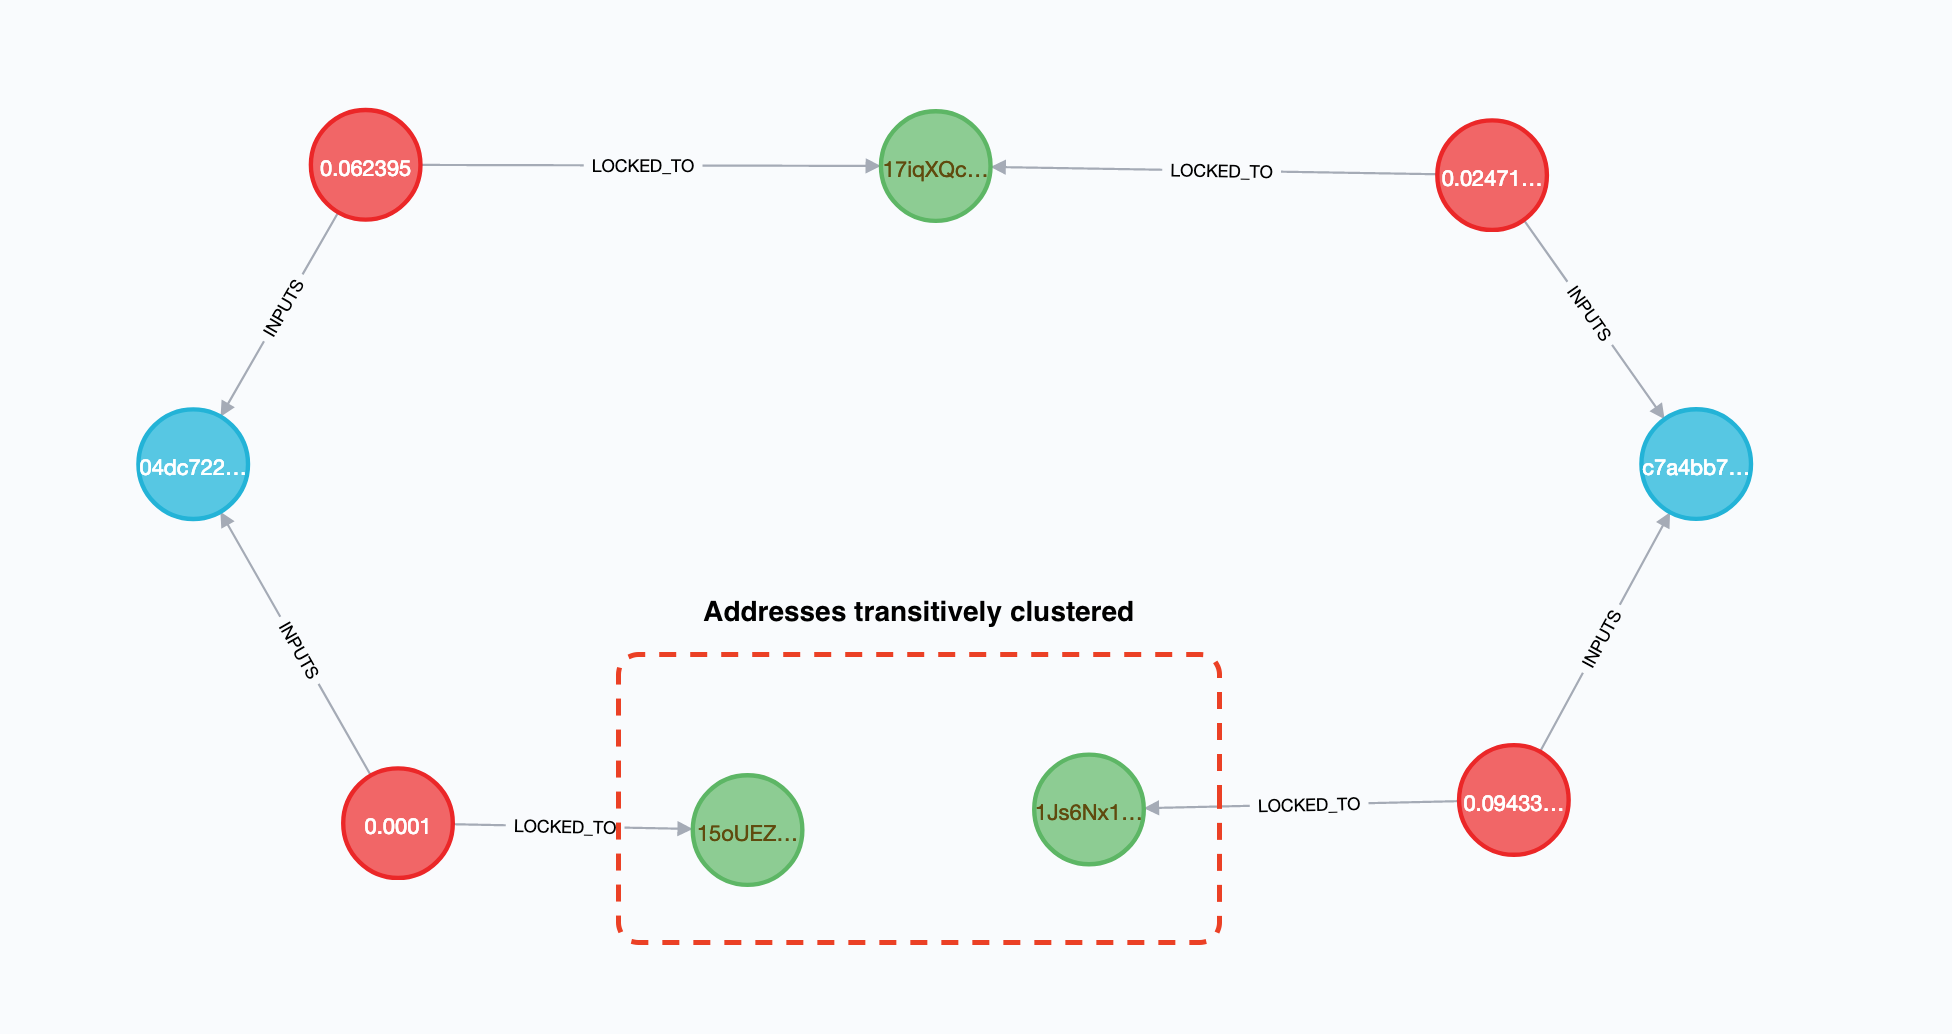 0.062395
LOCKED_TO
17iqXQc...
LOCKED_TO
0.02471...
INPUTS
INPUTS
04dc722...
c7a4bb7...
Addresses transitively clustered
INPUTS
INPUTS
0.0001
LOCKED_TO
15oUEZ...
1Js6Nx1...
LOCKED_TO
0.09433...